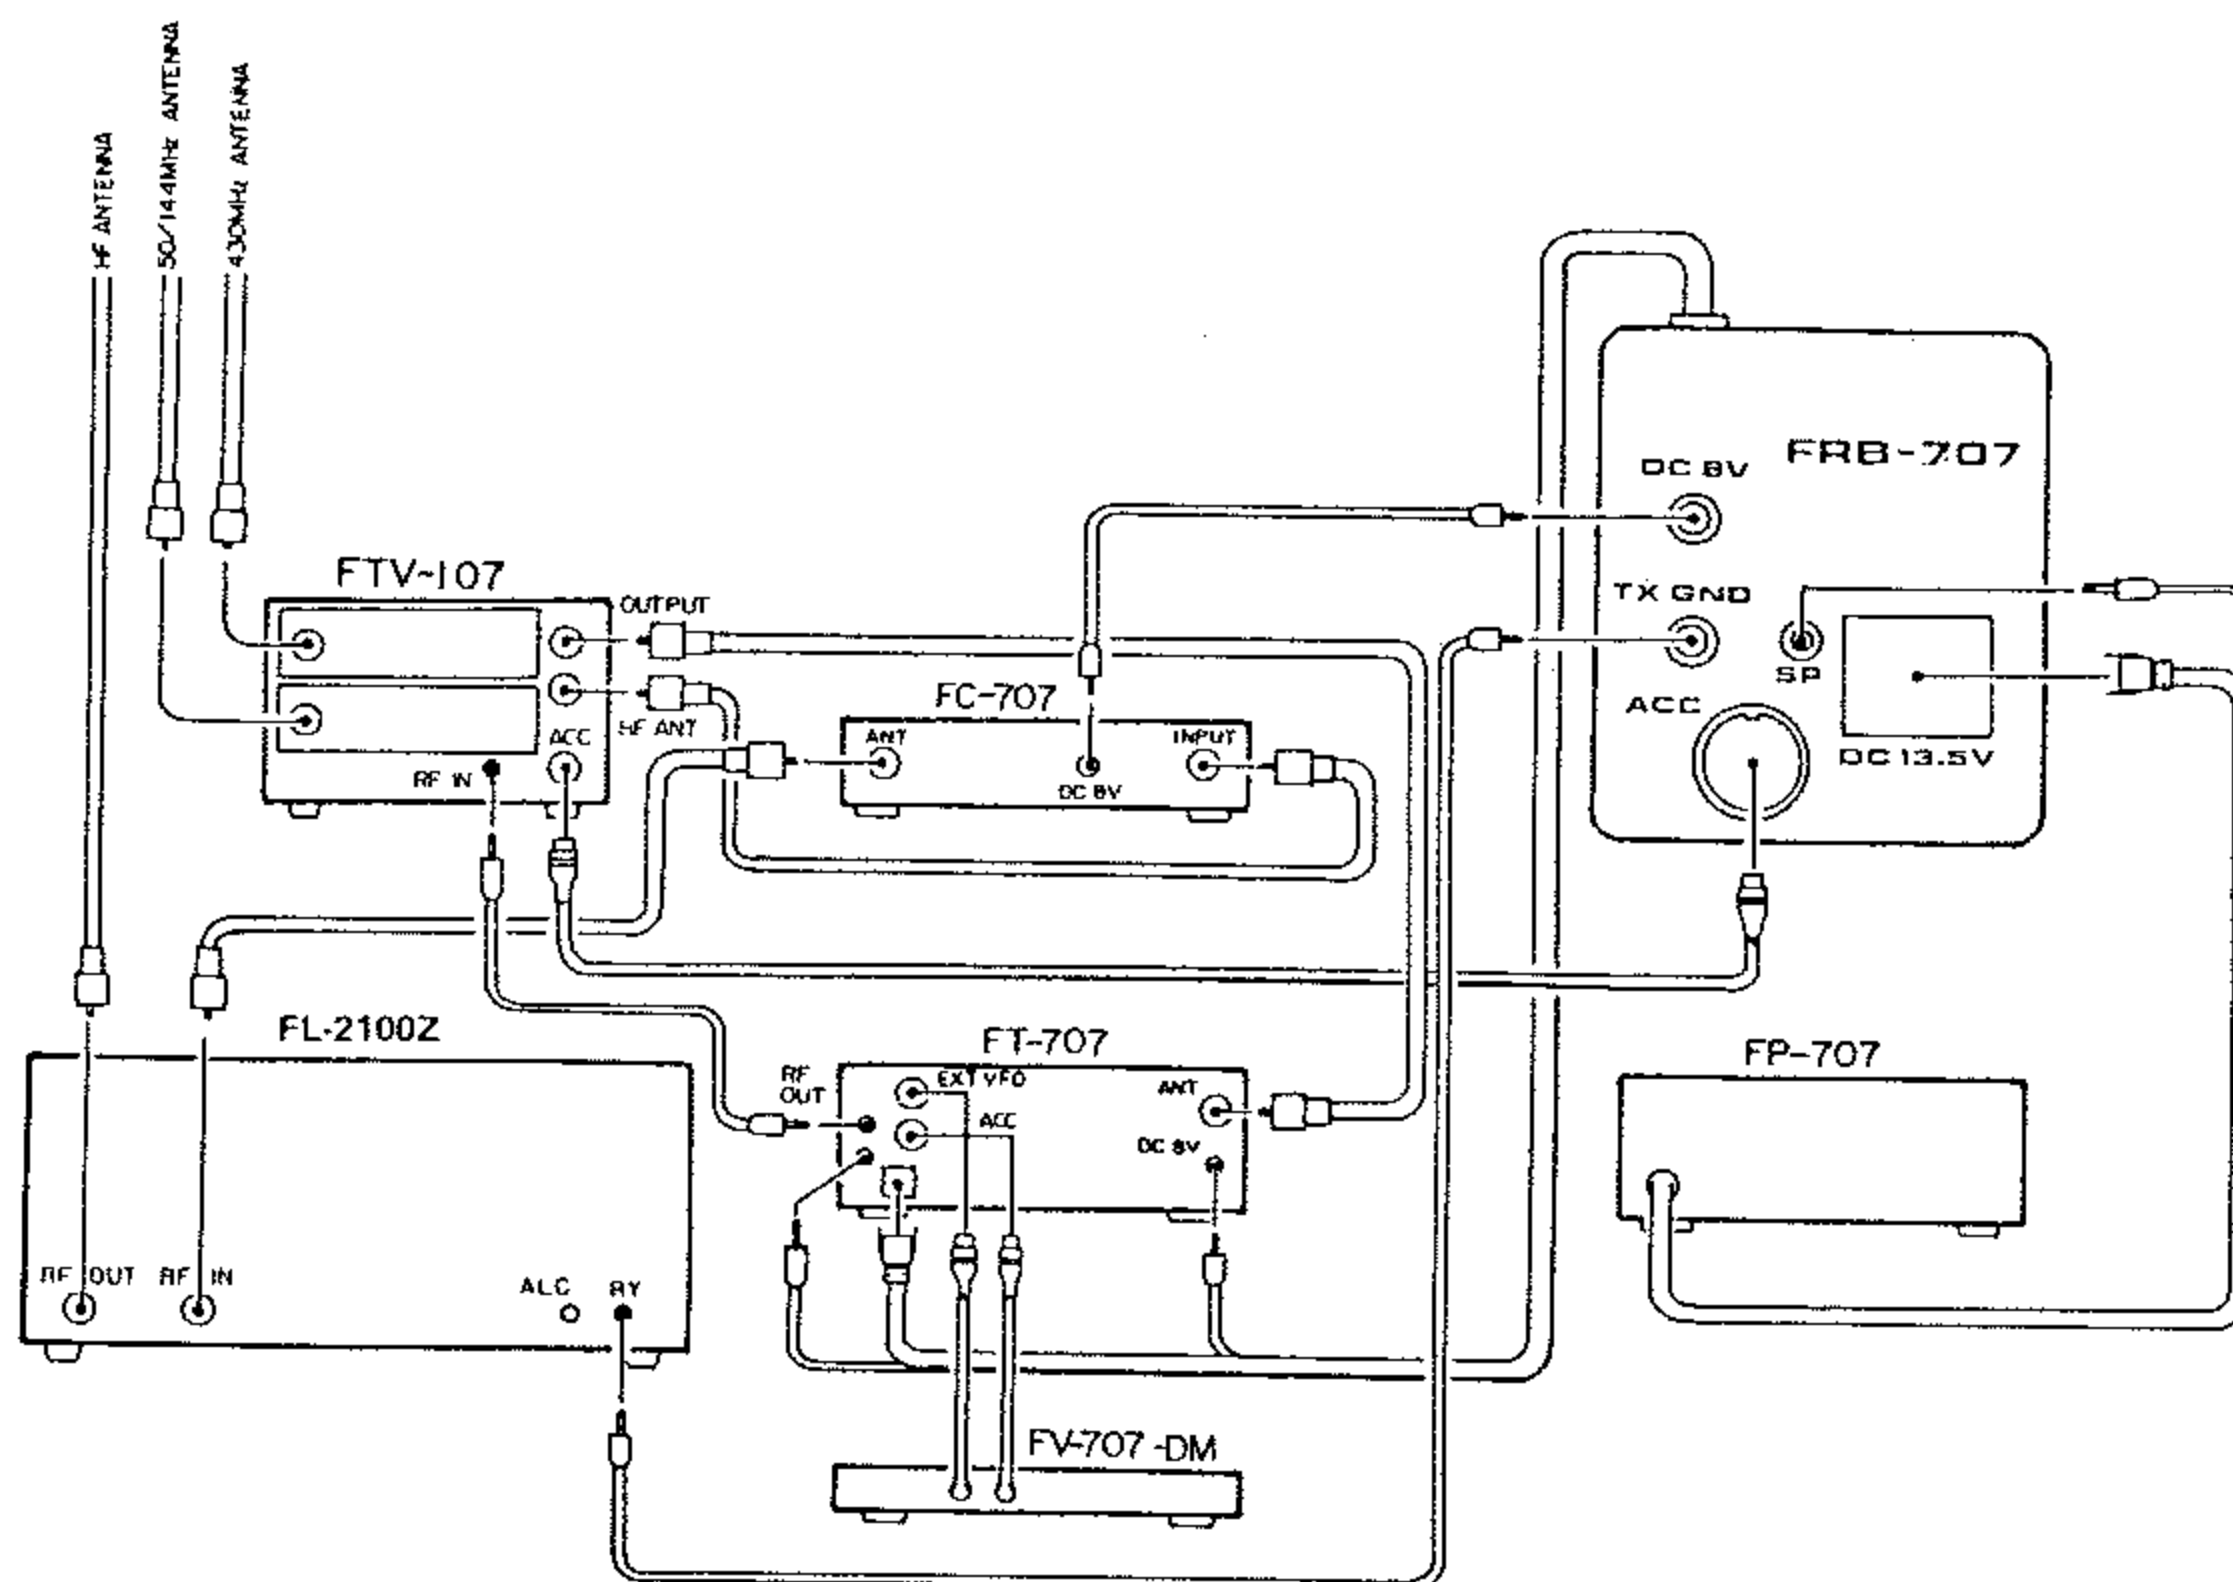 HF ANTENNA
50/144MHz ANTENNA
430MHz ANTENNA
FTV-107
OUTPUT
HF ANT
ACC
RF IN
FC-707
ANT
INPUT
DC 8V
FRB-707
DC 8V
TX GND
SP
ACC
DC 13.5V
FL-2100Z
RF OUT
RF IN
ALC
RY
FT-707
RF
OUT
EXT VFO
ACC
ANT
DC 8V
FP-707
FV-707-DM